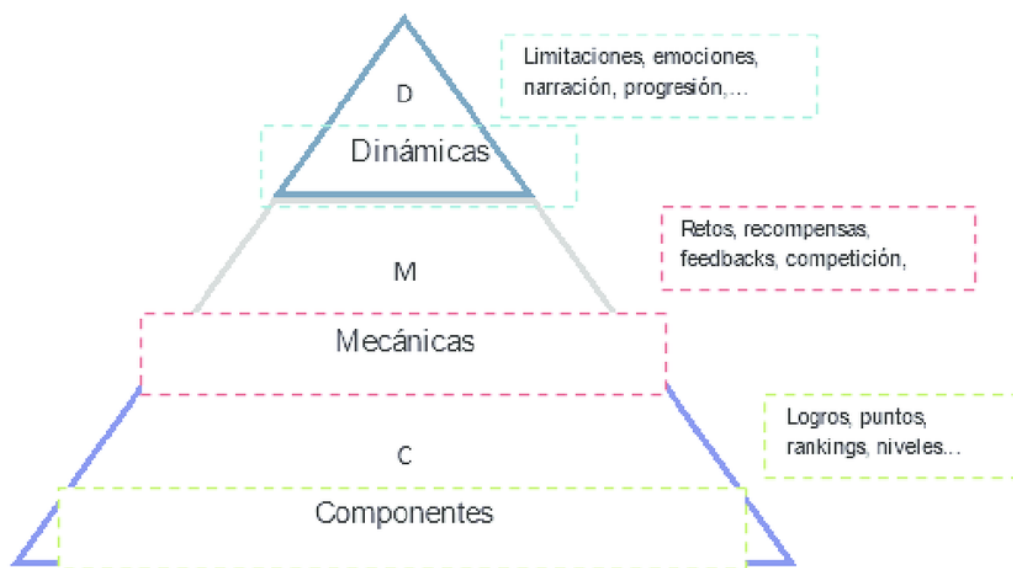 Limitaciones, emociones,
narración, progresión,...
D
Dinámicas
Retos, recompensas,
feedbacks, competición,
M
Mecánicas
Logros, puntos,
rankings, niveles...
C
Componentes